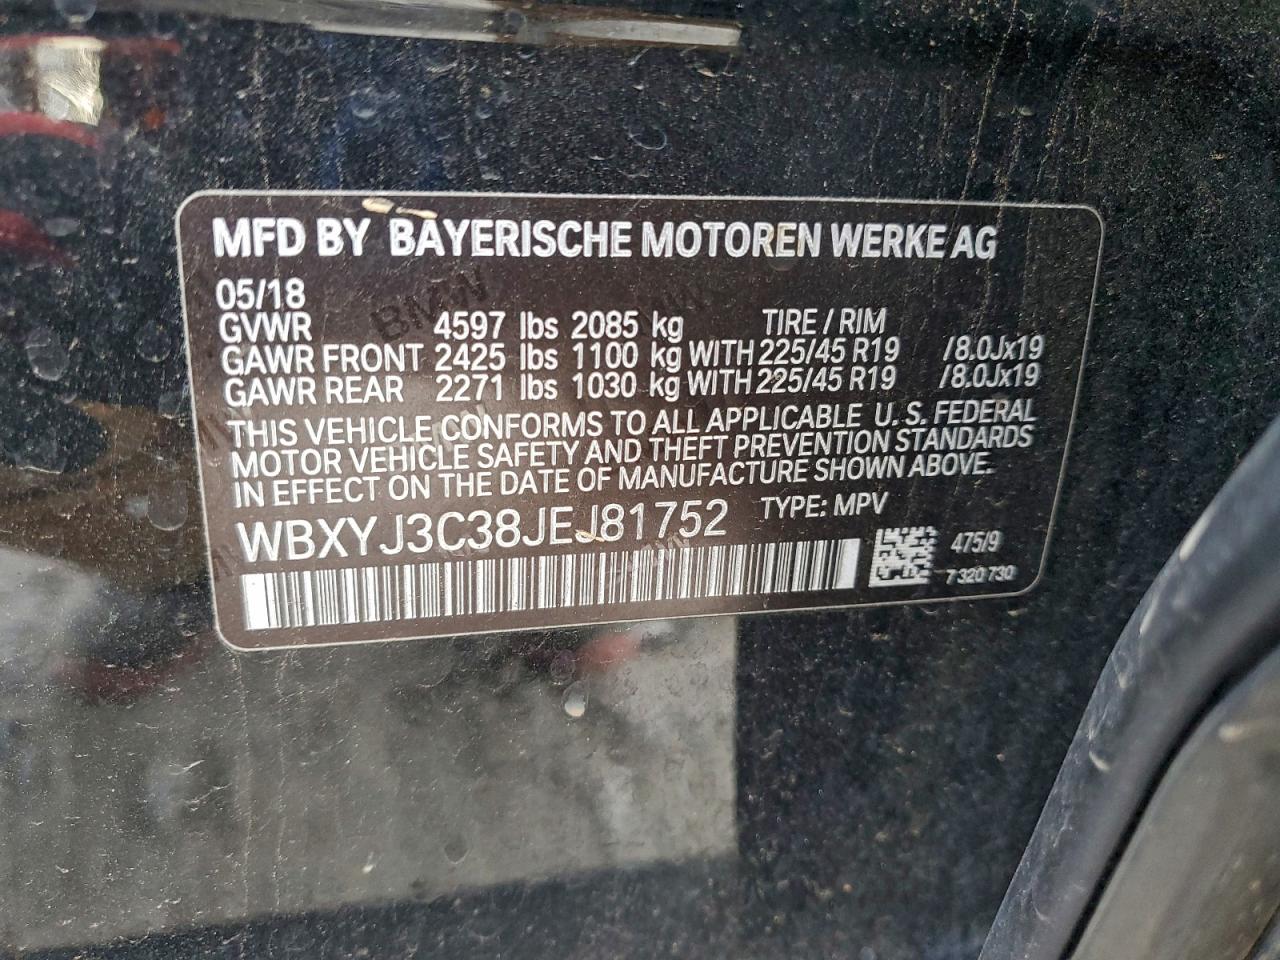 MFD BY BAYERISCHE MOTOREN WERKE AG
05/18
GVWR 4597 lbs 2085 kg TIRE / RIM
GAWR FRONT 2425 lbs 1100 kg WITH 225/45 R19 /8.0Jx19
GAWR REAR 2271 lbs 1030 kg WITH 225/45 R19 /8.0Jx19
THIS VEHICLE CONFORMS TO ALL APPLICABLE U. S. FEDERAL
MOTOR VEHICLE SAFETY AND THEFT PREVENTION STANDARDS
IN EFFECT ON THE DATE OF MANUFACTURE SHOWN ABOVE.
WBXYJ3C38JEJ81752 TYPE: MPV
475/9
7 320 730
BMW